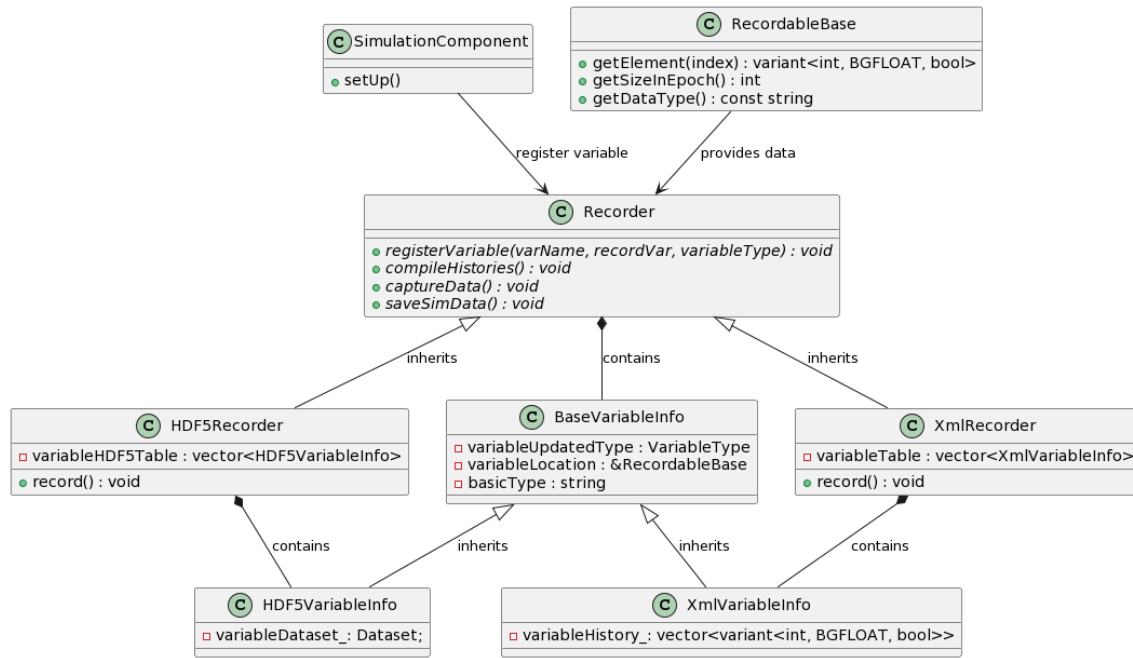 C SimulationComponent
setUp()
C RecordableBase
getElement(index) : variant<int, BGFLOAT, bool>
getSizeInEpoch() : int
getDataType() : const string
register variable
provides data
C Recorder
registerVariable(varName, recordVar, variableType) : void
compileHistories() : void
captureData() : void
saveSimData() : void
inherits
contains
inherits
C HDF5Recorder
variableHDF5Table : vector<HDF5VariableInfo>
record() : void
C BaseVariableInfo
variableUpdatedType : VariableType
variableLocation : &RecordableBase
basicType : string
C XmlRecorder
variableTable : vector<XmlVariableInfo>
record() : void
contains
inherits
inherits
contains
C HDF5VariableInfo
variableDataset_: Dataset;
C XmlVariableInfo
variableHistory_: vector<variant<int, BGFLOAT, bool>>